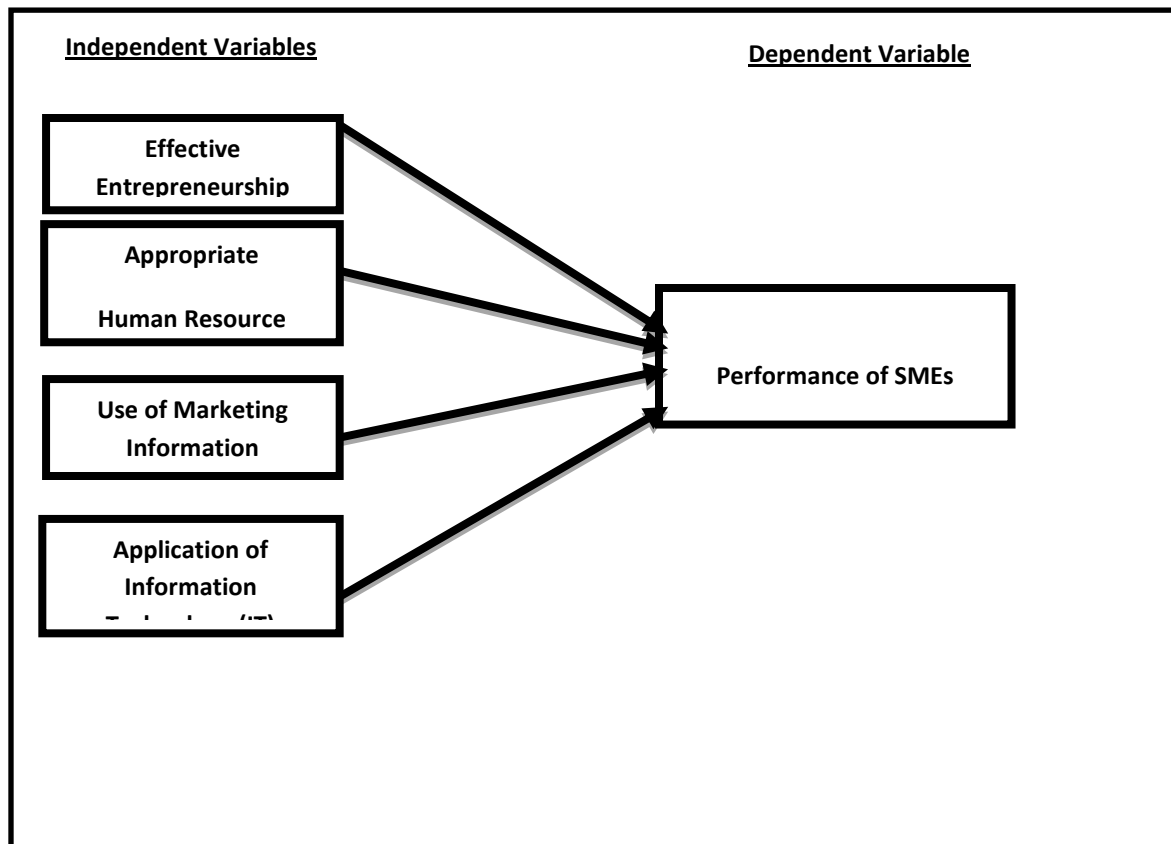 Independent Variables
Dependent Variable
Effective
Entrepreneurship
Appropriate
Human Resource
Use of Marketing
Information
Application of
Information
(IT)
Performance of SMEs